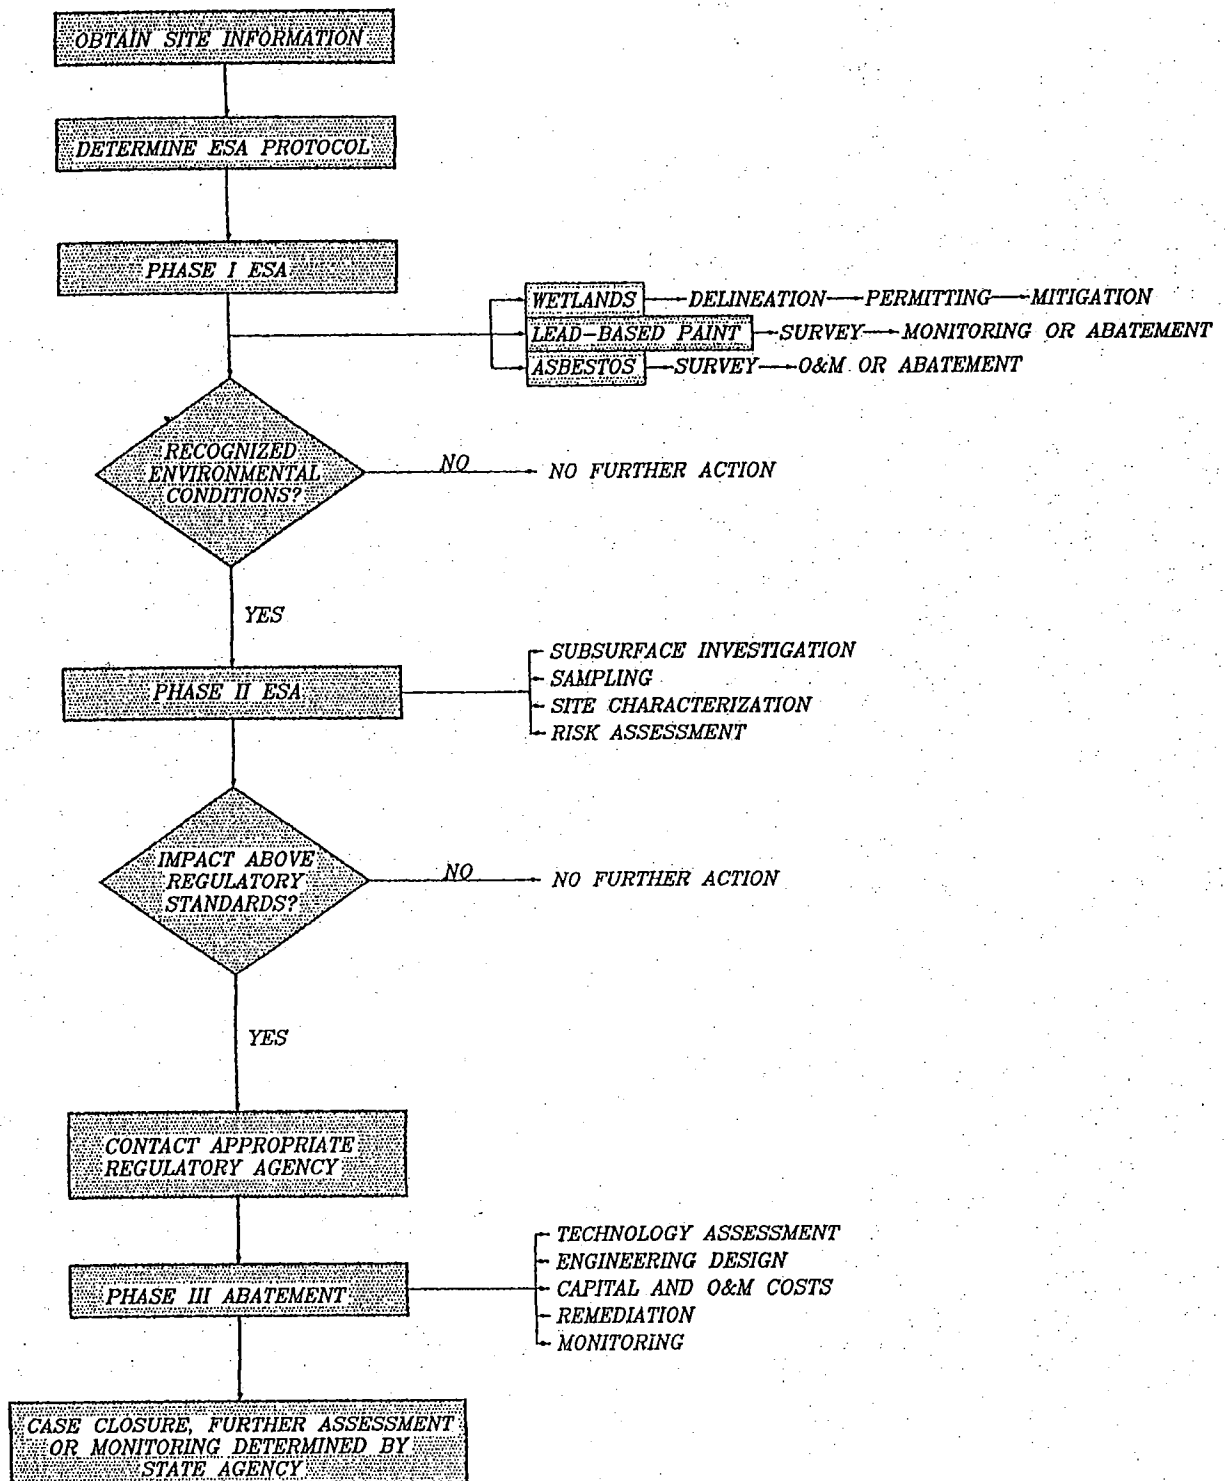 OBTAIN SITE INFORMATION
DETERMINE ESA PROTOCOL
PHASE I ESA
WETLANDS DELINEATION PERMITTING MITIGATION
LEAD-BASED PAINT SURVEY MONITORING OR ABATEMENT
ASBESTOS SURVEY O&M OR ABATEMENT
RECOGNIZED
ENVIRONMENTAL
CONDITIONS?
NO
NO FURTHER ACTION
YES
PHASE II ESA
SUBSURFACE INVESTIGATION
SAMPLING
SITE CHARACTERIZATION
RISK ASSESSMENT
IMPACT ABOVE
REGULATORY
STANDARDS?
NO
NO FURTHER ACTION
YES
CONTACT APPROPRIATE
REGULATORY AGENCY
PHASE III ABATEMENT
TECHNOLOGY ASSESSMENT
ENGINEERING DESIGN
CAPITAL AND O&M COSTS
REMEDIATION
MONITORING
CASE CLOSURE, FURTHER ASSESSMENT
OR MONITORING DETERMINED BY
STATE AGENCY